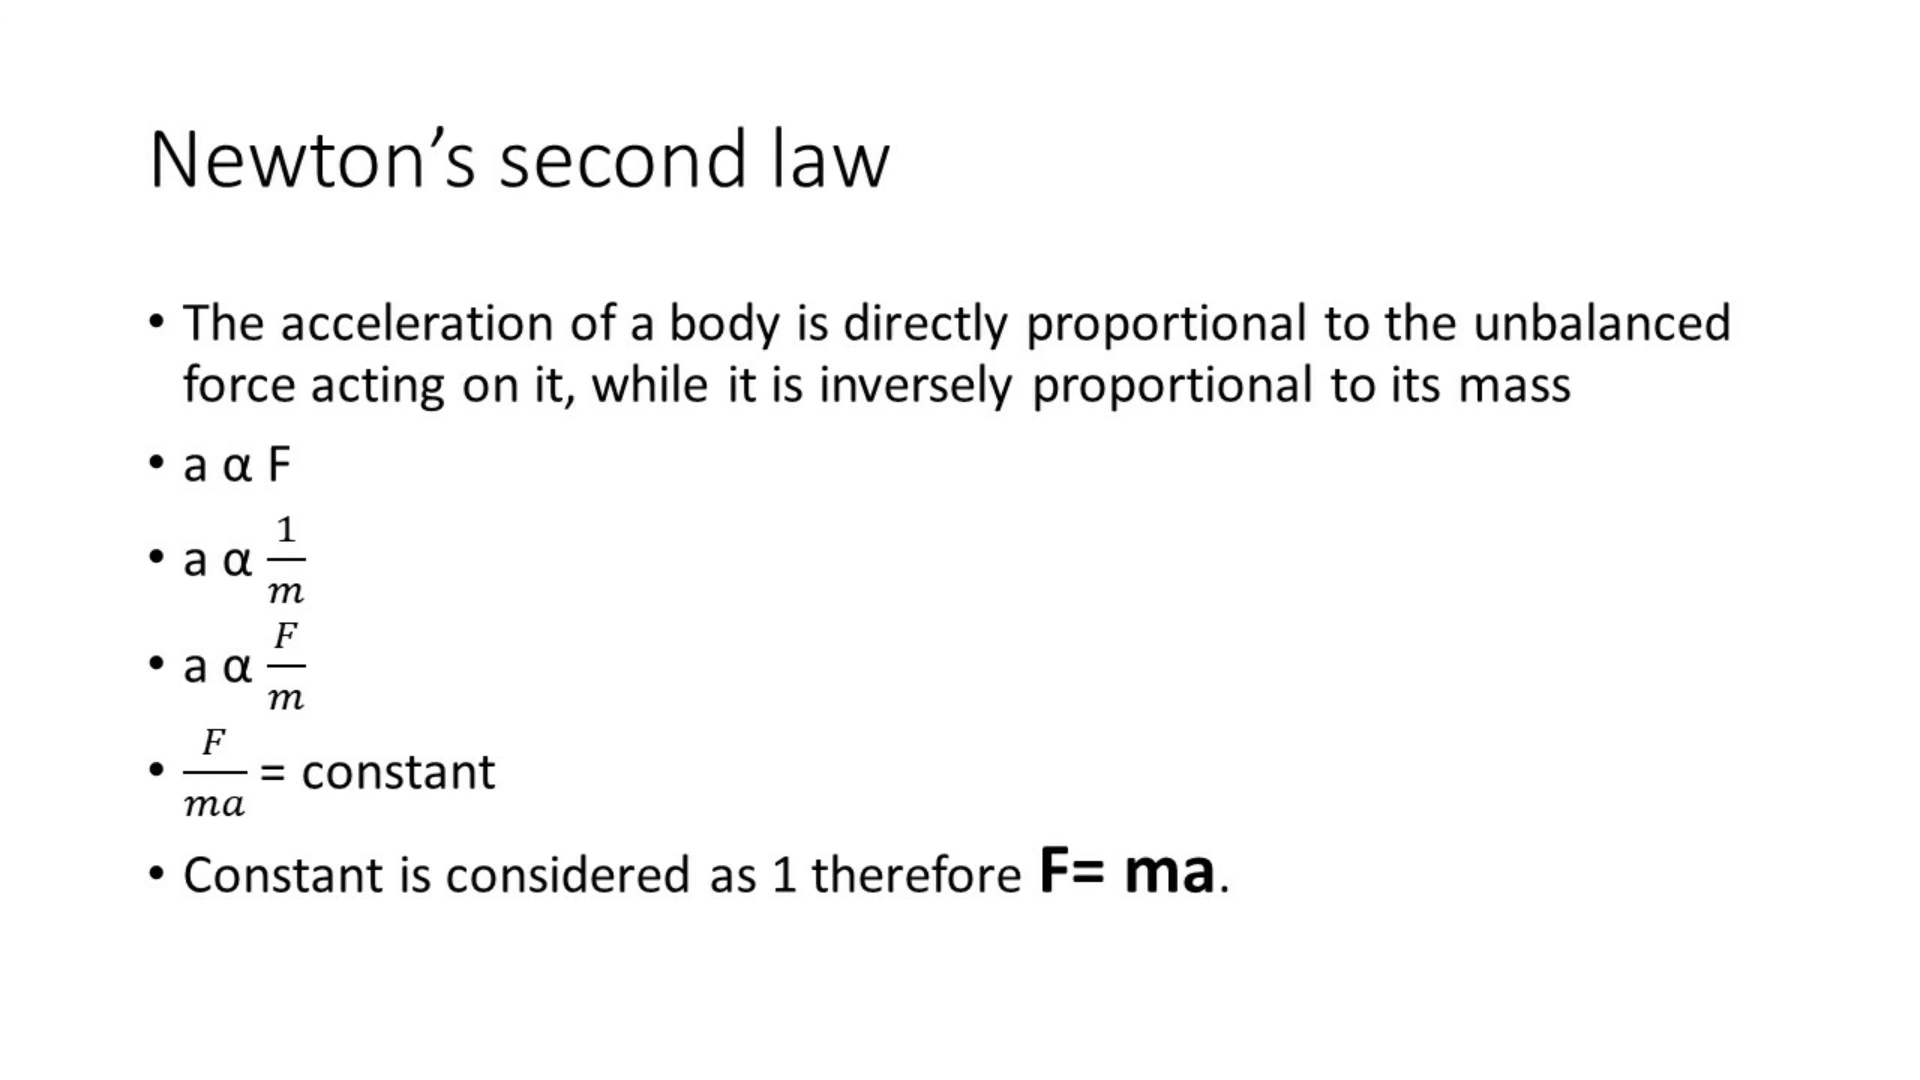 Newton’s second law
• The acceleration of a body is directly proportional to the unbalanced
force acting on it, while it is inversely proportional to its mass
• a α F
• a α 1/m
• a α F/m
• F/ma = constant
• Constant is considered as 1 therefore F= ma.